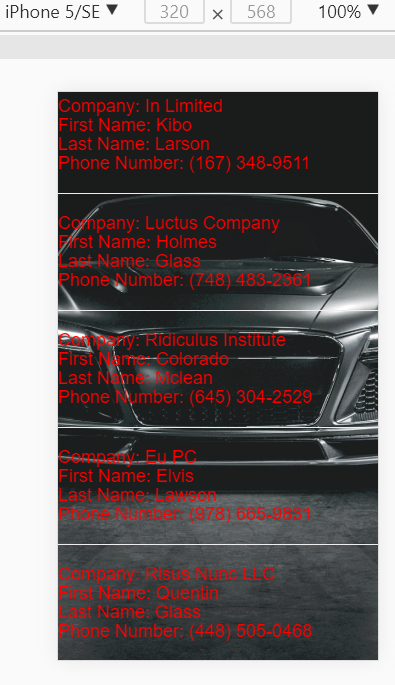 iPhone 5/SE ▼ 320 × 568 100% ▼
Company: In Limited
First Name: Kibo
Last Name: Larson
Phone Number: (167) 348-9511
Company: Luctus Company
First Name: Holmes
Last Name: Glass
Phone Number: (748) 483-2361
Company: Ridiculus Institute
First Name: Colorado
Last Name: Mclean
Phone Number: (645) 304-2529
Company: Eu PC
First Name: Elvis
Last Name: Lawson
Phone Number: (978) 665-9831
Company: Risus Nunc LLC
First Name: Quentin
Last Name: Glass
Phone Number: (448) 505-0468